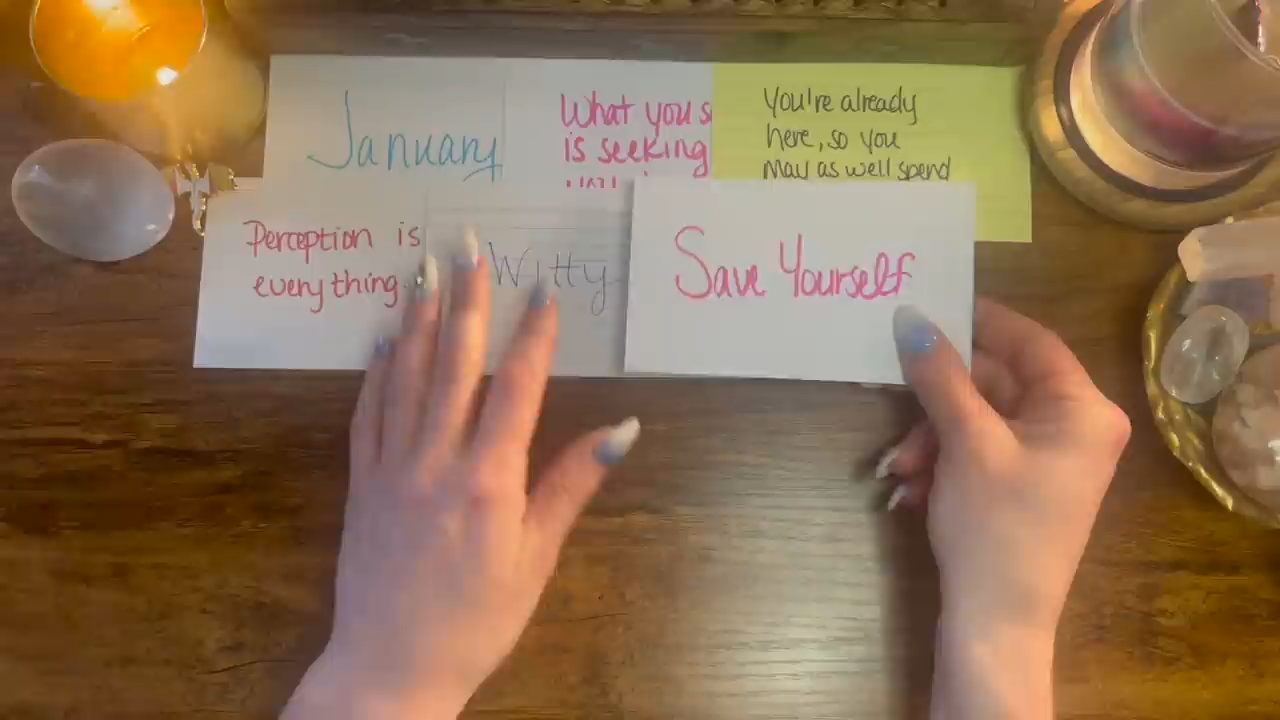 January
What you s
is seeking
You're already
here, so you
may as well spend
Perception is
everything.
Witty
Save Yourself